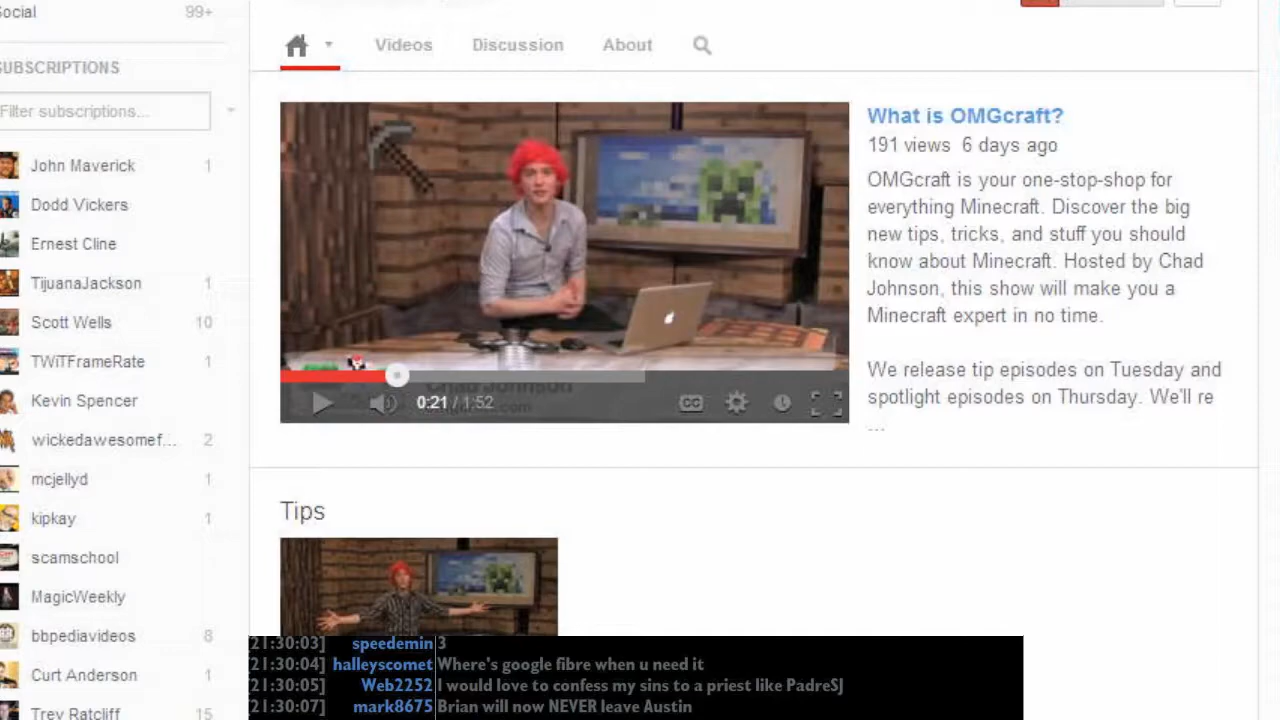 Social 99+
SUBSCRIPTIONS
Filter subscriptions...
John Maverick 1
Dodd Vickers
Ernest Cline
TijuanaJackson 1
Scott Wells 10
TWiTFrameRate 1
Kevin Spencer
wickedawesomef... 2
mcjellyd 1
kipkay 1
scamschool
MagicWeekly
bbpediavideos 8
Curt Anderson 1
Trey Ratcliff 15
Videos Discussion About
Chad Johnson
0:21 / 1:52
CC
What is OMGcraft?
191 views 6 days ago
OMGcraft is your one-stop-shop for
everything Minecraft. Discover the big
new tips, tricks, and stuff you should
know about Minecraft. Hosted by Chad
Johnson, this show will make you a
Minecraft expert in no time.
We release tip episodes on Tuesday and
spotlight episodes on Thursday. We'll re
...
Tips
[21:30:03] speedemin 3
[21:30:04] halleyscomet Where's google fibre when u need it
[21:30:05] Web2252 I would love to confess my sins to a priest like PadreSJ
[21:30:07] mark8675 Brian will now NEVER leave Austin